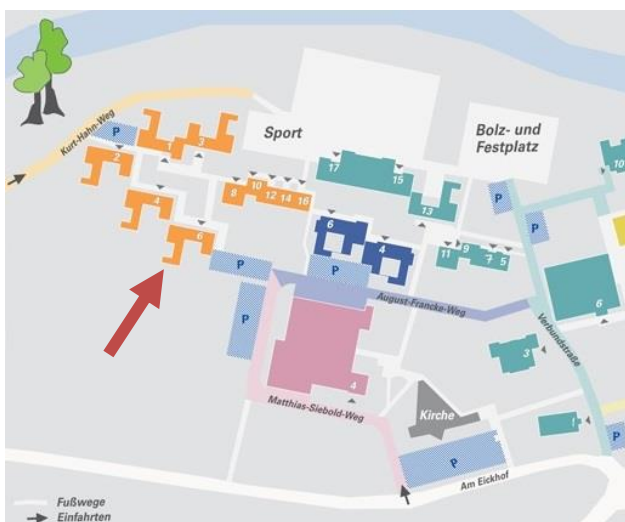 Kurt-Hahn-Weg
P
1
3
2
4
6
8
10
12
14
16
Sport
17
15
13
Bolz- und
Festplatz
10
P
P
6
4
11
9
7
5
P
P
P
August-Francke-Weg
6
3
Verbundstraße
4
Matthias-Siebold-Weg
Kirche
1
P
P
Am Eickhof
Fußwege
Einfahrten